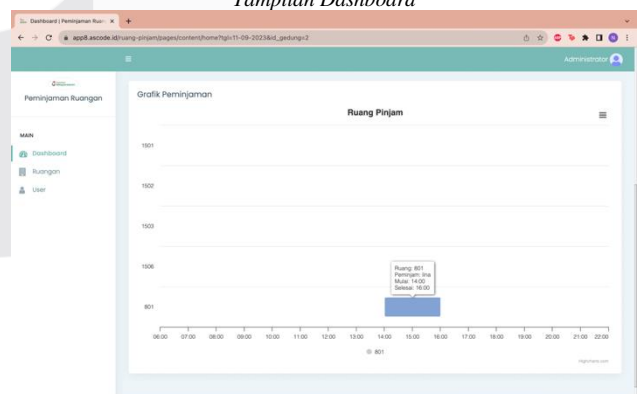 Tampilan Dashboard
Dashboard | Peminjaman Ruan
app8.ascode.id/ruang-pinjam/pages/content/home?tgl=11-09-2023&id_gedung=2
Administrator
Peminjaman Ruangan
MAIN
Dashboard
Ruangan
User
Grafik Peminjaman
Ruang Pinjam
1501
1502
1503
1506
801
Ruang: 801
Peminjam: lina
Mulai: 14:00
Selesai: 16:00
06:00 07:00 08:00 09:00 10:00 11:00 12:00 13:00 14:00 15:00 16:00 17:00 18:00 19:00 20:00 21:00 22:00
801
Highcharts.com